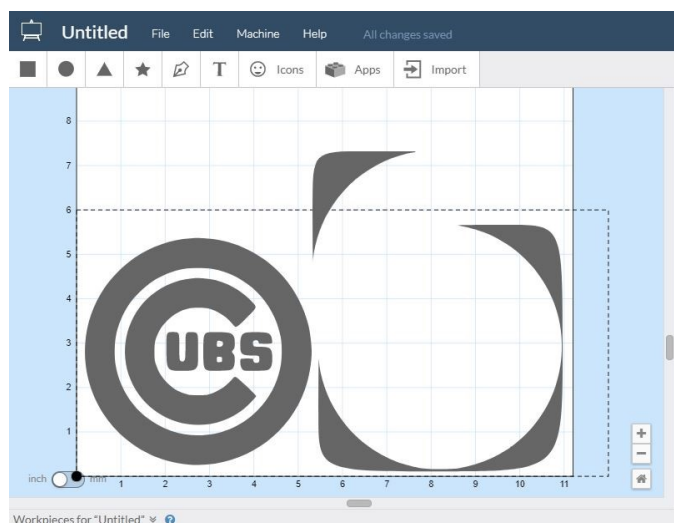 Untitled File Edit Machine Help All changes saved
T Icons Apps Import
8
7
6
5
4
3
2
1
CUBS
inch mm 1 2 3 4 5 6 7 8 9 10 11
Workpieces for "Untitled"